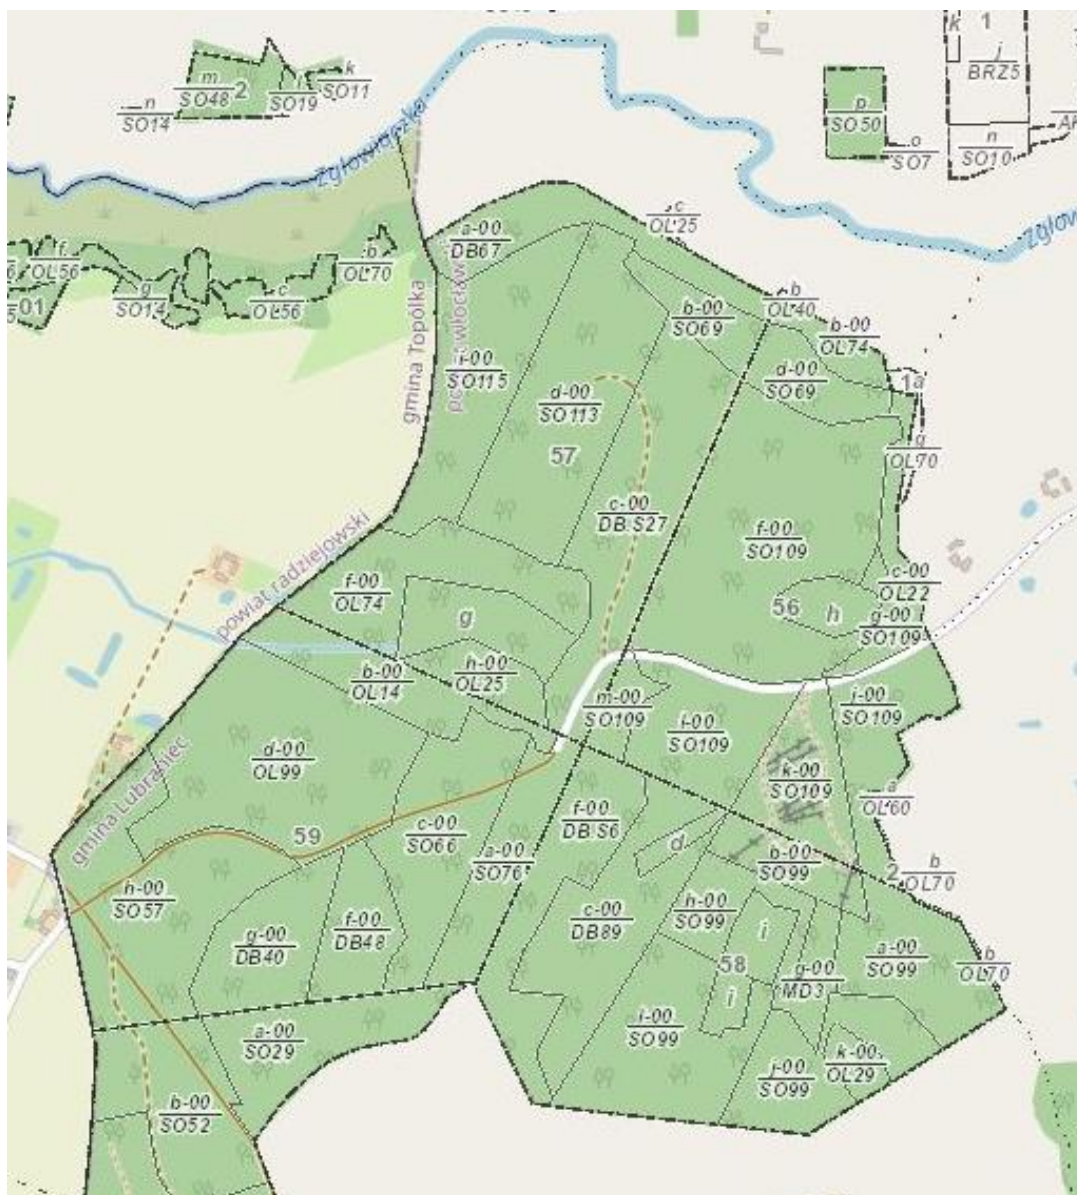 k
1
j
BRZ5
m
SO48
2
l
SO19
k
SO11
n
SO14
p
SO50
o
SO7
n
SO10
Zgłowiączka
c
OL25
a-00
DB67
f
OL56
b
OL70
g
SO14
c
OL56
01
b
OL40
b-00
SO69
b-00
OL74
gmina Topólka
i-00
SO115
d-00
SO113
d-00
SO69
1a
57
g
OL70
c-00
DB S27
f-00
SO109
powiat radziejowski
f-00
OL74
g
56
h
c-00
OL22
g-00
SO109
b-00
OL14
h-00
OL25
m-00
SO109
i-00
SO109
i-00
SO109
d-00
OL99
k-00
SO109
gmina Lubraniec
a
OL60
59
c-00
SO66
f-00
DB S6
d
a-00
SO76
b-00
SO99
2
b
OL70
h-00
SO57
g-00
DB40
f-00
DB48
c-00
DB89
h-00
SO99
i
58
g-00
MD3
a-00
SO99
b
OL70
i
a-00
SO29
i-00
SO99
j-00
SO99
k-00
OL29
b-00
SO52